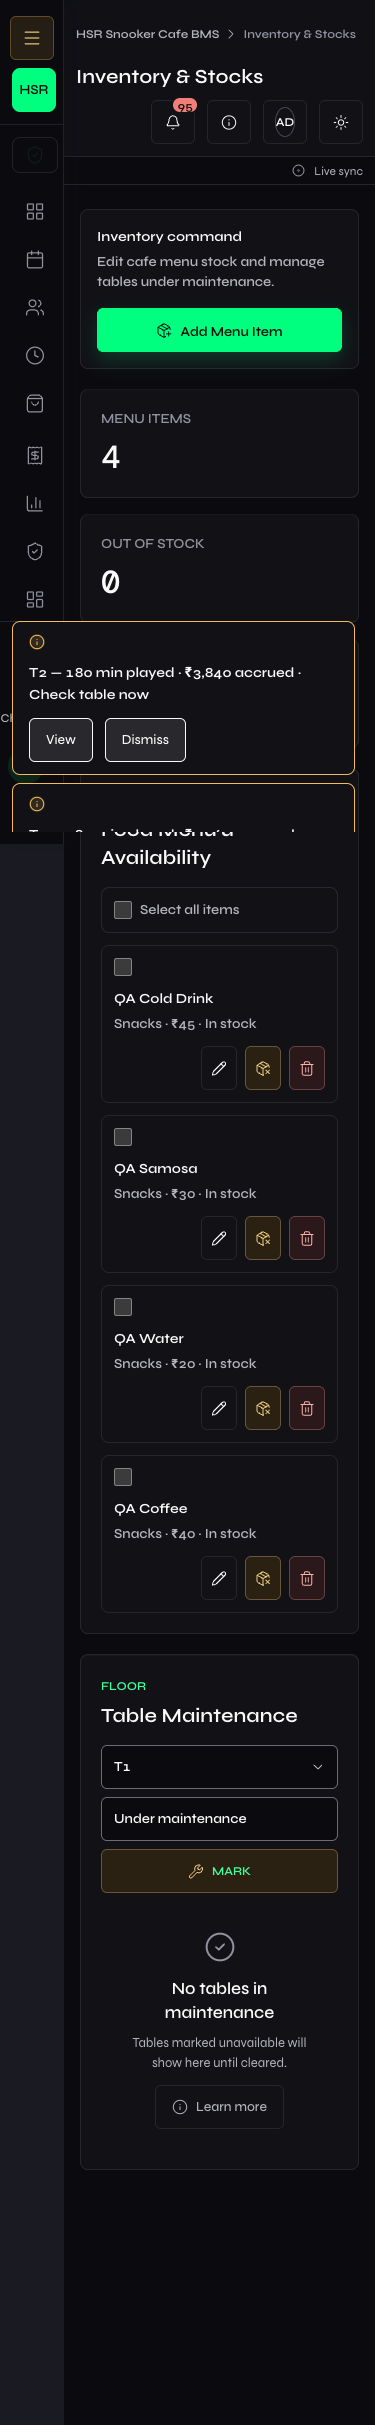 HSR Snooker Cafe BMS > Inventory & Stocks
HSR
Inventory & Stocks
95
AD
Live sync
Inventory command
Edit cafe menu stock and manage
tables under maintenance.
Add Menu Item
MENU ITEMS
4
OUT OF STOCK
0
T2 — 180 min played · ₹3,840 accrued ·
Check table now
View
Dismiss
Availability
Select all items
QA Cold Drink
Snacks · ₹45 · In stock
QA Samosa
Snacks · ₹30 · In stock
QA Water
Snacks · ₹20 · In stock
QA Coffee
Snacks · ₹40 · In stock
FLOOR
Table Maintenance
T1
Under maintenance
MARK
No tables in
maintenance
Tables marked unavailable will
show here until cleared.
Learn more